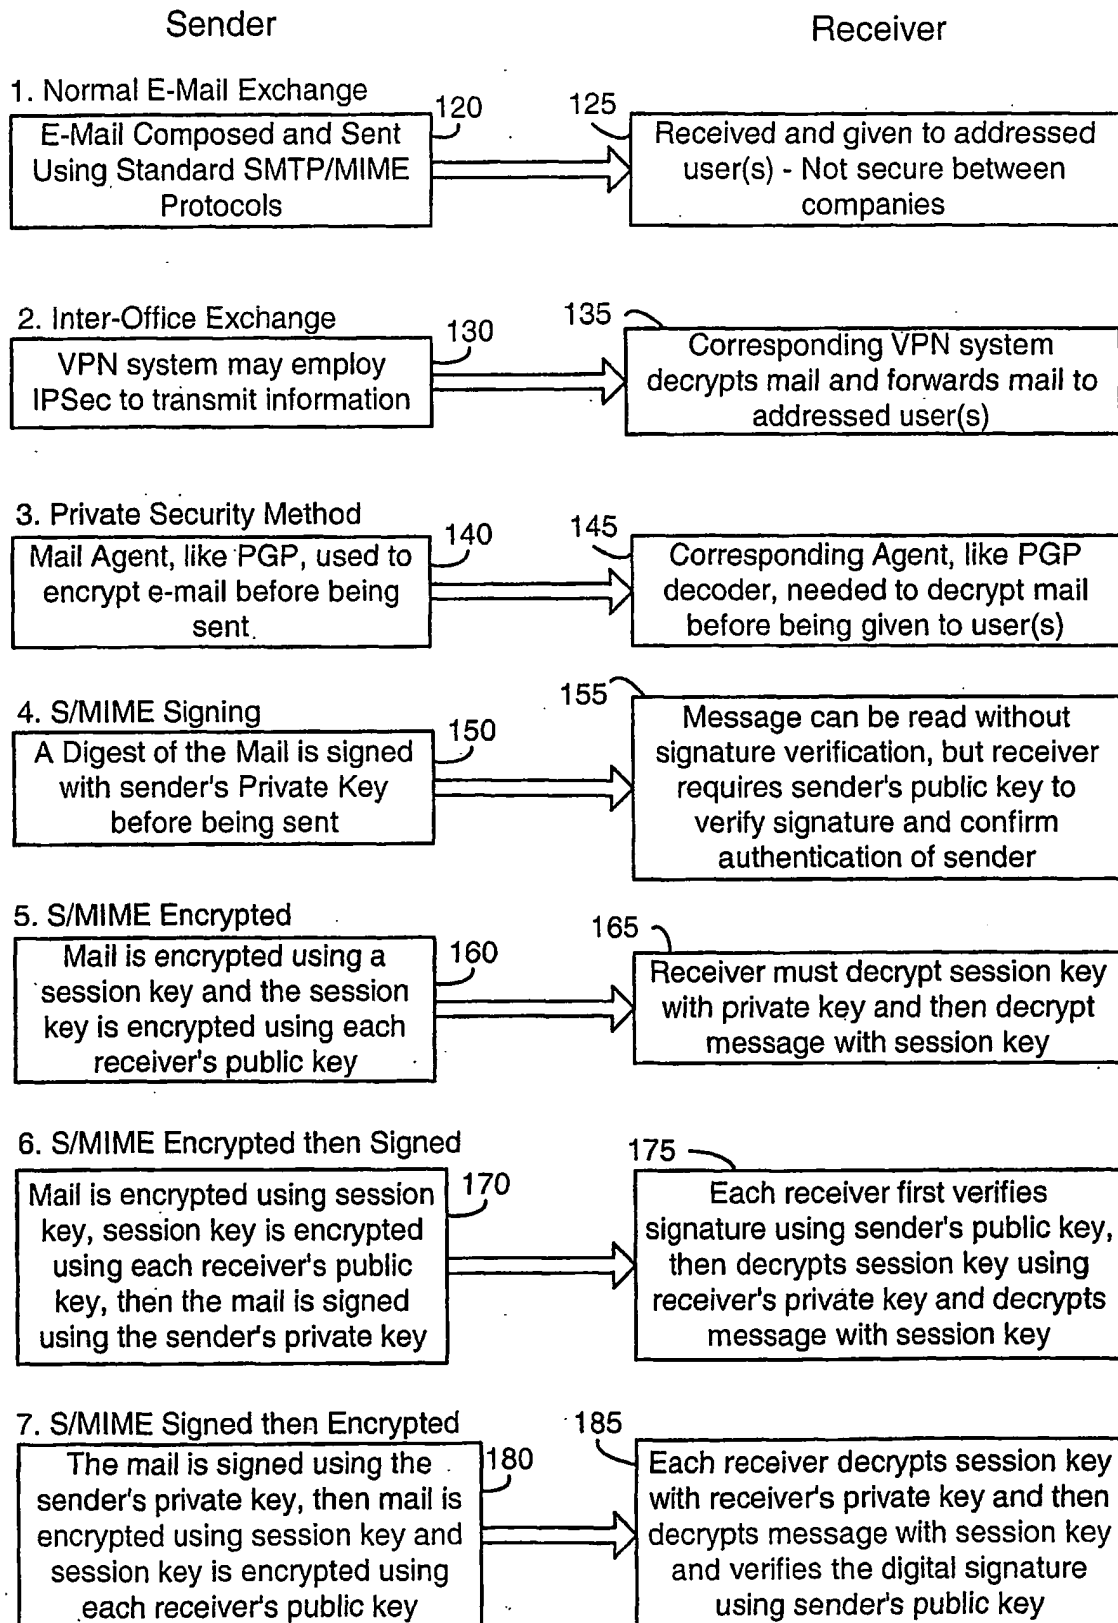 Sender
Receiver
1. Normal E-Mail Exchange
120
125
E-Mail Composed and Sent
Using Standard SMTP/MIME
Protocols
Received and given to addressed
user(s) - Not secure between
companies
2. Inter-Office Exchange
130
135
VPN system may employ
IPSec to transmit information
Corresponding VPN system
decrypts mail and forwards mail to
addressed user(s)
3. Private Security Method
140
145
Mail Agent, like PGP, used to
encrypt e-mail before being
sent
Corresponding Agent, like PGP
decoder, needed to decrypt mail
before being given to user(s)
4. S/MIME Signing
150
155
A Digest of the Mail is signed
with sender's Private Key
before being sent
Message can be read without
signature verification, but receiver
requires sender's public key to
verify signature and confirm
authentication of sender
5. S/MIME Encrypted
160
165
Mail is encrypted using a
session key and the session
key is encrypted using each
receiver's public key
Receiver must decrypt session key
with private key and then decrypt
message with session key
6. S/MIME Encrypted then Signed
170
175
Mail is encrypted using session
key, session key is encrypted
using each receiver's public
key, then the mail is signed
using the sender's private key
Each receiver first verifies
signature using sender's public key,
then decrypts session key using
receiver's private key and decrypts
message with session key
7. S/MIME Signed then Encrypted
180
185
The mail is signed using the
sender's private key, then mail is
encrypted using session key and
session key is encrypted using
each receiver's public key
Each receiver decrypts session key
with receiver's private key and then
decrypts message with session key
and verifies the digital signature
using sender's public key